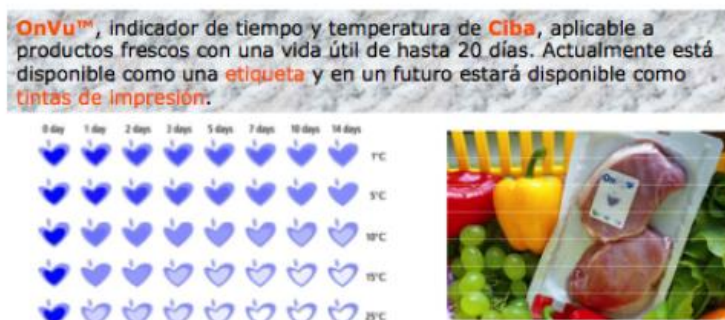 OnVu™, indicador de tiempo y temperatura de Ciba, aplicable a
productos frescos con una vida útil de hasta 20 días. Actualmente está
disponible como una etiqueta y en un futuro estará disponible como
tintas de impresión.
0 day 1 day 2 days 3 days 5 days 7 days 10 days 14 days
1°C
5°C
10°C
15°C
25°C
OnVu